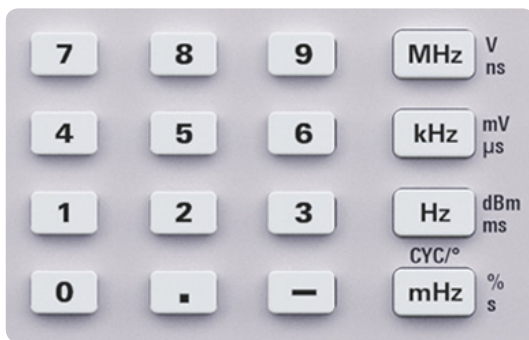 7 8 9 MHz V
ns
4 5 6 kHz mV
µs
1 2 3 Hz dBm
ms
CYC/°
0 . – mHz %
s